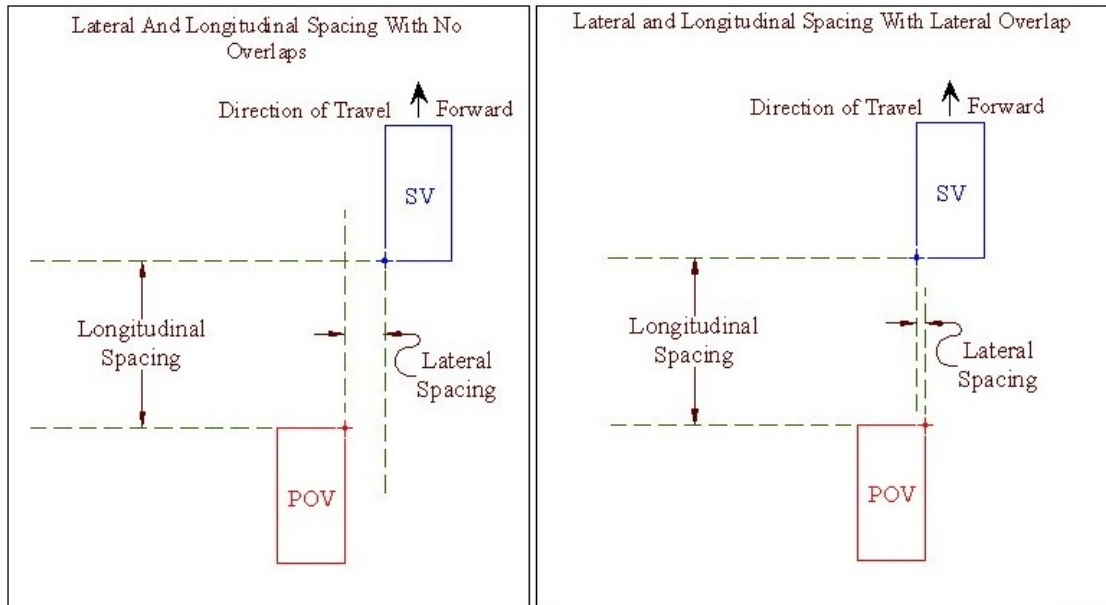 Lateral And Longitudinal Spacing With No
Overlaps
Direction of Travel
Forward
SV
Longitudinal
Spacing
Lateral
Spacing
POV
Lateral and Longitudinal Spacing With Lateral Overlap
Direction of Travel
Forward
SV
Longitudinal
Spacing
Lateral
Spacing
POV